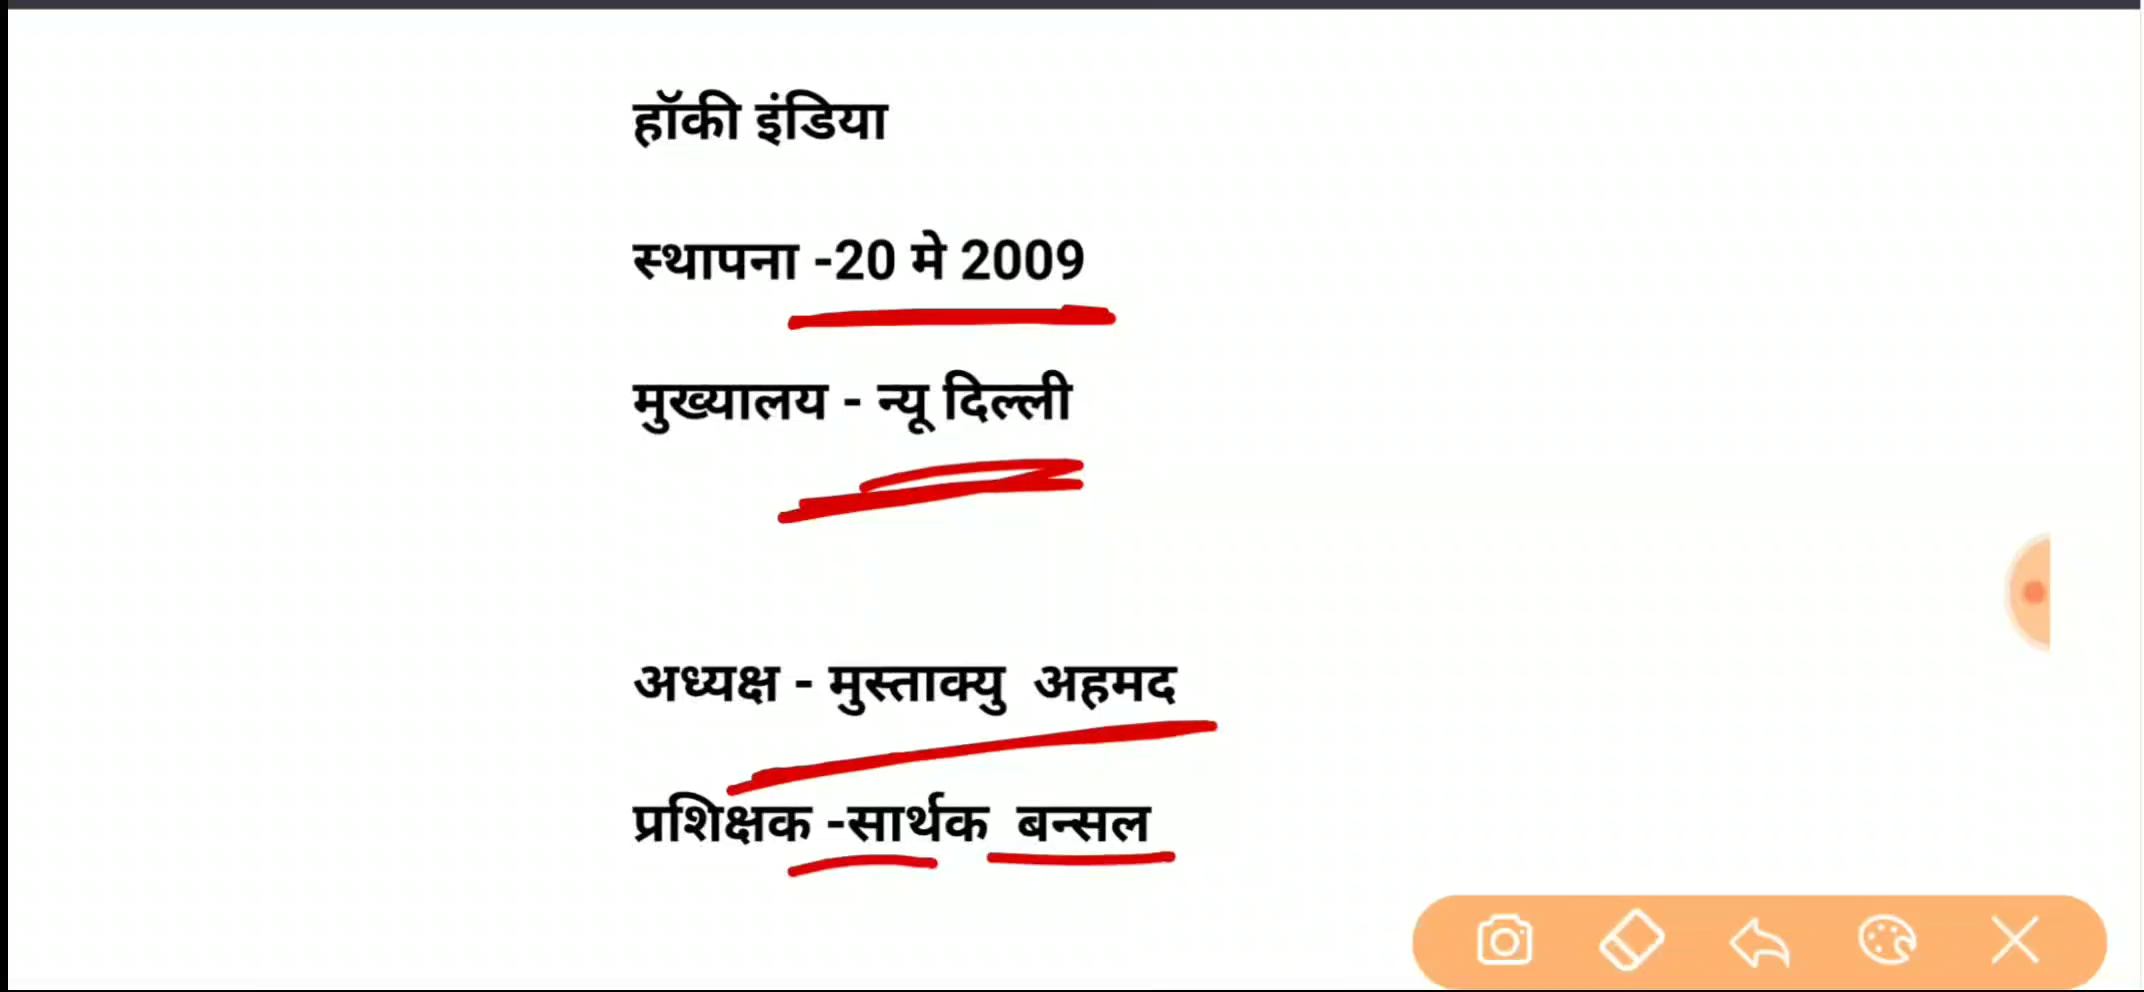 हॉकी इंडिया
स्थापना -20 मे 2009
मुख्यालय - न्यू दिल्ली
अध्यक्ष - मुस्ताक्यु अहमद
प्रशिक्षक -सार्थक बन्सल